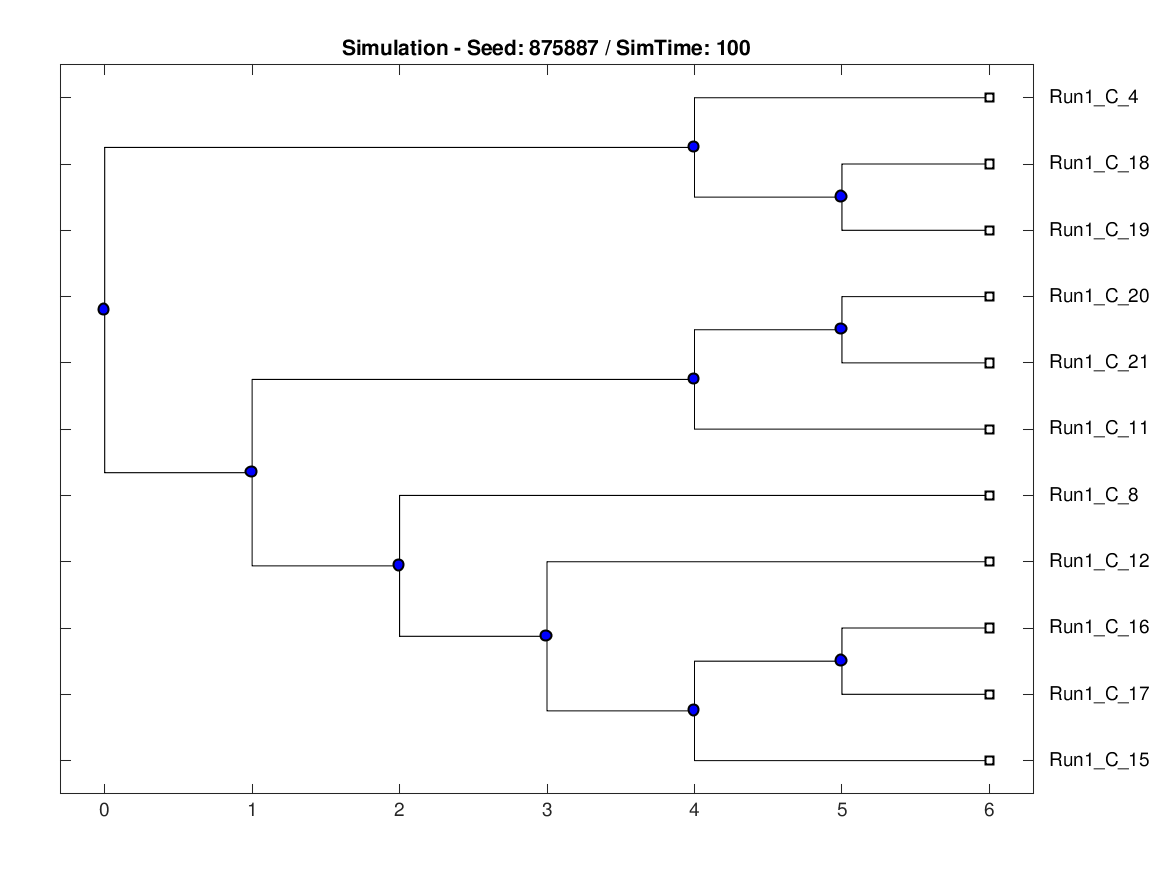 Simulation - Seed: 875887 / SimTime: 100
Run1_C_4
Run1_C_18
Run1_C_19
Run1_C_20
Run1_C_21
Run1_C_11
Run1_C_8
Run1_C_12
Run1_C_16
Run1_C_17
Run1_C_15
0 1 2 3 4 5 6